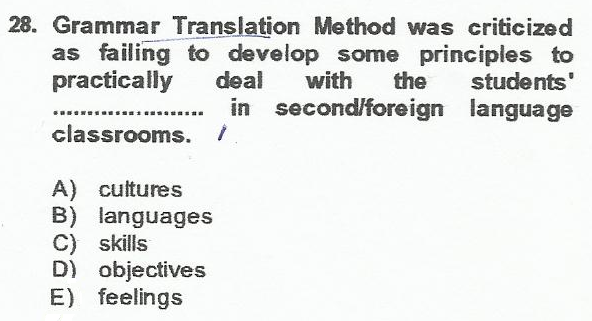 28. Grammar Translation Method was criticized
as failing to develop some principles to
practically deal with the students'
........................ in second/foreign language
classrooms.
A) cultures
B) languages
C) skills
D) objectives
E) feelings